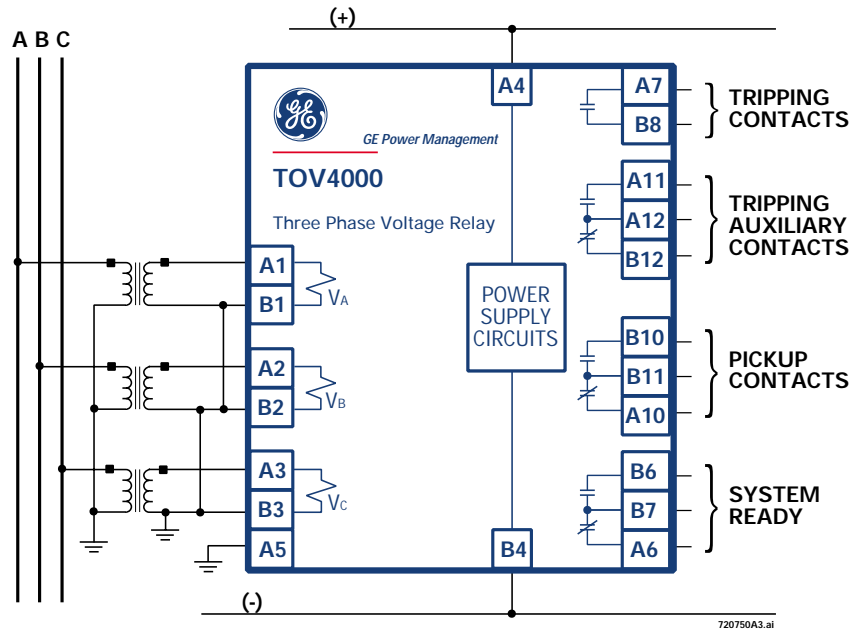 (+)
A B C
A4
A7
B8
TRIPPING
CONTACTS
GE
GE Power Management
TOV4000
Three Phase Voltage Relay
A11
A12
B12
TRIPPING
AUXILIARY
CONTACTS
A1
B1
VA
POWER
SUPPLY
CIRCUITS
A2
B2
VB
B10
B11
A10
PICKUP
CONTACTS
A3
B3
VC
A5
B4
B6
B7
A6
SYSTEM
READY
(-)
720750A3.ai